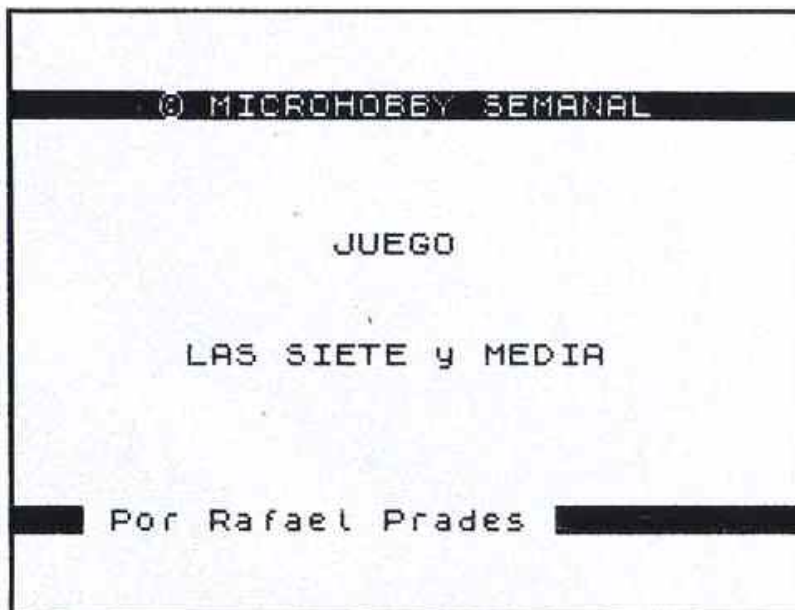 © MICROHOBBY SEMANAL
JUEGO
LAS SIETE y MEDIA
Por Rafael Prades